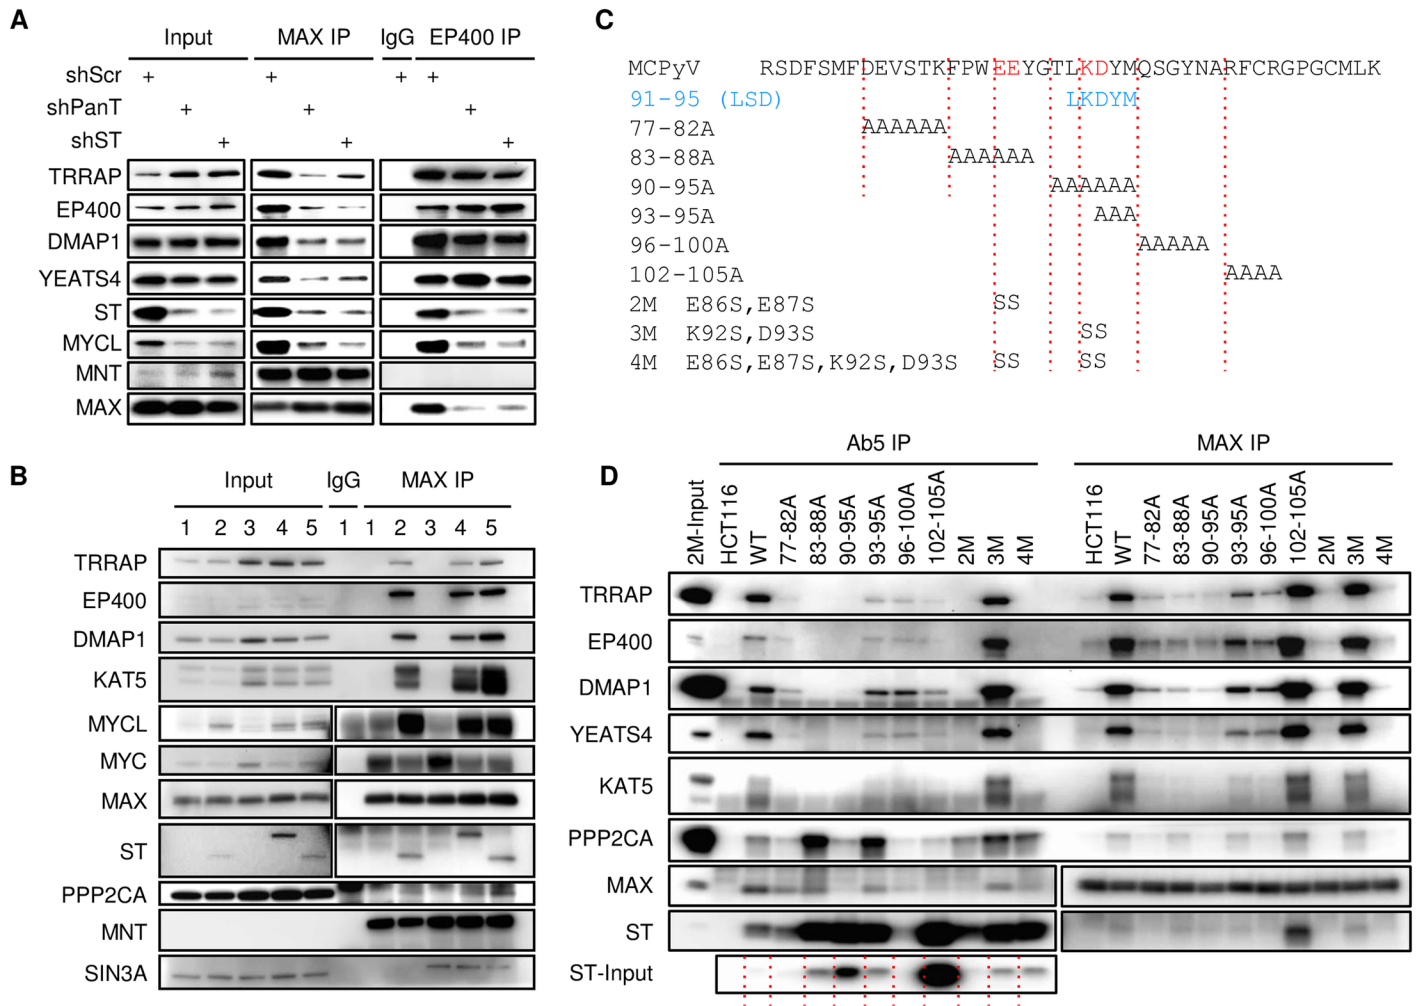 A
Input MAX IP IgG EP400 IP
shScr + + + +
shPanT + + +
shST + + +
TRRAP
EP400
DMAP1
YEATS4
ST
MYCL
MNT
MAX
B
Input IgG MAX IP
1 2 3 4 5 1 1 2 3 4 5
TRRAP
EP400
DMAP1
KAT5
MYCL
MYC
MAX
ST
PPP2CA
MNT
SIN3A
C
MCPyV RSDFSMFDEVSTKFPWEEYGTLKDYMQSGYNARFCRGPGCMLK
91-95 (LSD) LKDYM
77-82A AAAAAA
83-88A AAAAAA
90-95A AAAAAA
93-95A AAA
96-100A AAAAA
102-105A AAAA
2M E86S,E87S SS
3M K92S,D93S SS
4M E86S,E87S,K92S,D93S SS SS
D
Ab5 IP MAX IP
2M-Input HCT116 WT 77-82A 83-88A 90-95A 93-95A 96-100A 102-105A 2M 3M 4M HCT116 WT 77-82A 83-88A 90-95A 93-95A 96-100A 102-105A 2M 3M 4M
TRRAP
EP400
DMAP1
YEATS4
KAT5
PPP2CA
MAX
ST
ST-Input